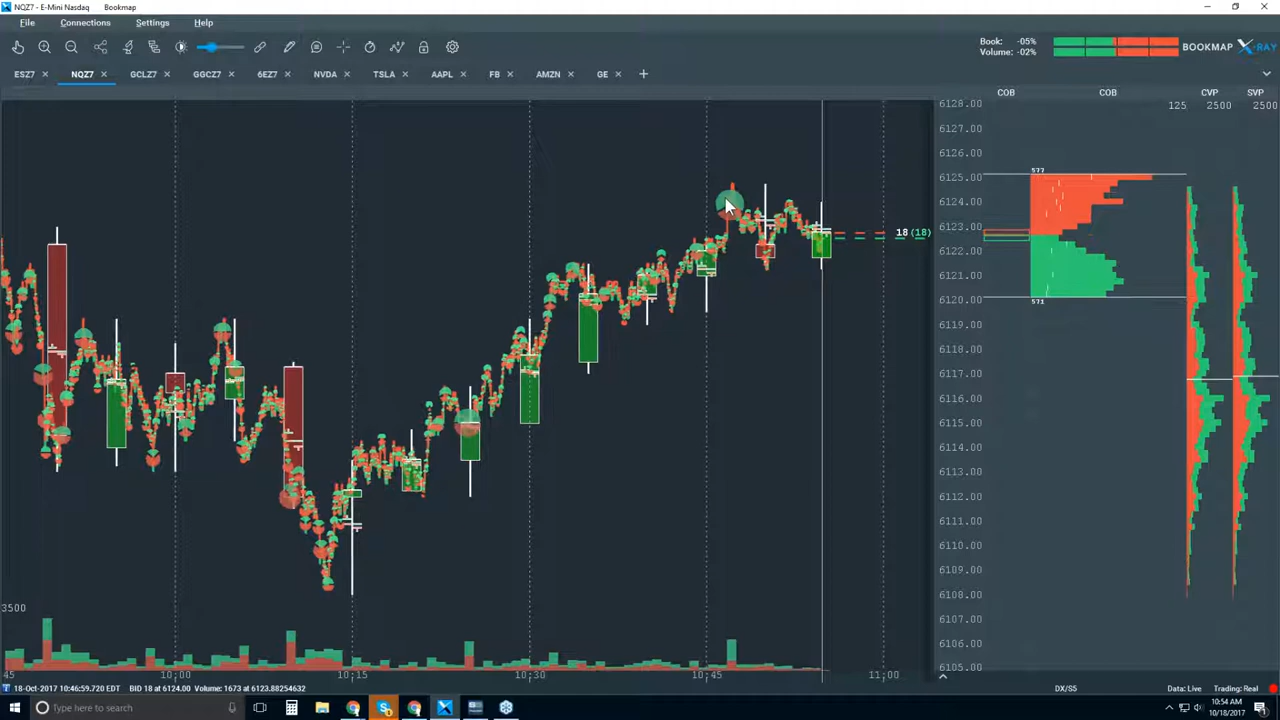 NQZ7 - E-Mini Nasdaq Bookmap
File Connections Settings Help
Book: -05%
Volume: -02%
BOOKMAP X-RAY
ESZ7 NQZ7 GCLZ7 GGCZ7 6EZ7 NVDA TSLA AAPL FB AMZN GE
COB COB CVP SVP
125 2500 2500
6128.00
6127.00
6126.00
6125.00
577
6124.00
6123.00
18 (18)
6122.00
6121.00
6120.00
571
6119.00
6118.00
6117.00
6116.00
6115.00
6114.00
6113.00
6112.00
6111.00
6110.00
6109.00
6108.00
3500
6107.00
6106.00
6105.00
45 10:00 10:15 10:30 10:45 11:00
18-Oct-2017 10:46:59.720 EDT BID 18 at 6124.00 Volume: 1673 at 6123.88254632
DX/S5 Data: Live Trading: Real
Type here to search
10:54 AM
10/18/2017